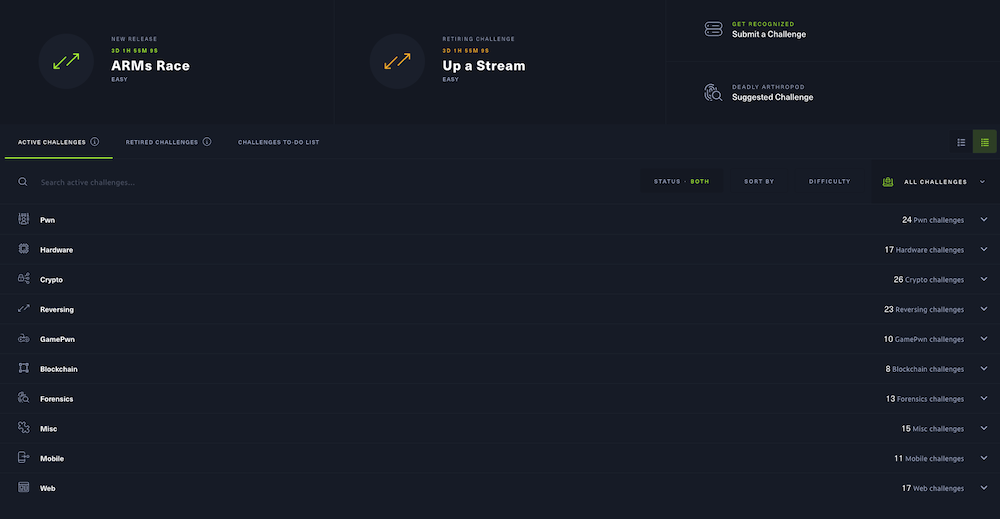 NEW RELEASE
3D 1H 55M 9S
ARMs Race
EASY
RETIRING CHALLENGE
3D 1H 55M 9S
Up a Stream
EASY
GET RECOGNIZED
Submit a Challenge
DEADLY ARTHROPOD
Suggested Challenge
ACTIVE CHALLENGES
RETIRED CHALLENGES
CHALLENGES TO-DO LIST
Search active challenges...
STATUS · BOTH
SORT BY
DIFFICULTY
ALL CHALLENGES
Pwn
24 Pwn challenges
Hardware
17 Hardware challenges
Crypto
26 Crypto challenges
Reversing
23 Reversing challenges
GamePwn
10 GamePwn challenges
Blockchain
8 Blockchain challenges
Forensics
13 Forensics challenges
Misc
15 Misc challenges
Mobile
11 Mobile challenges
Web
17 Web challenges